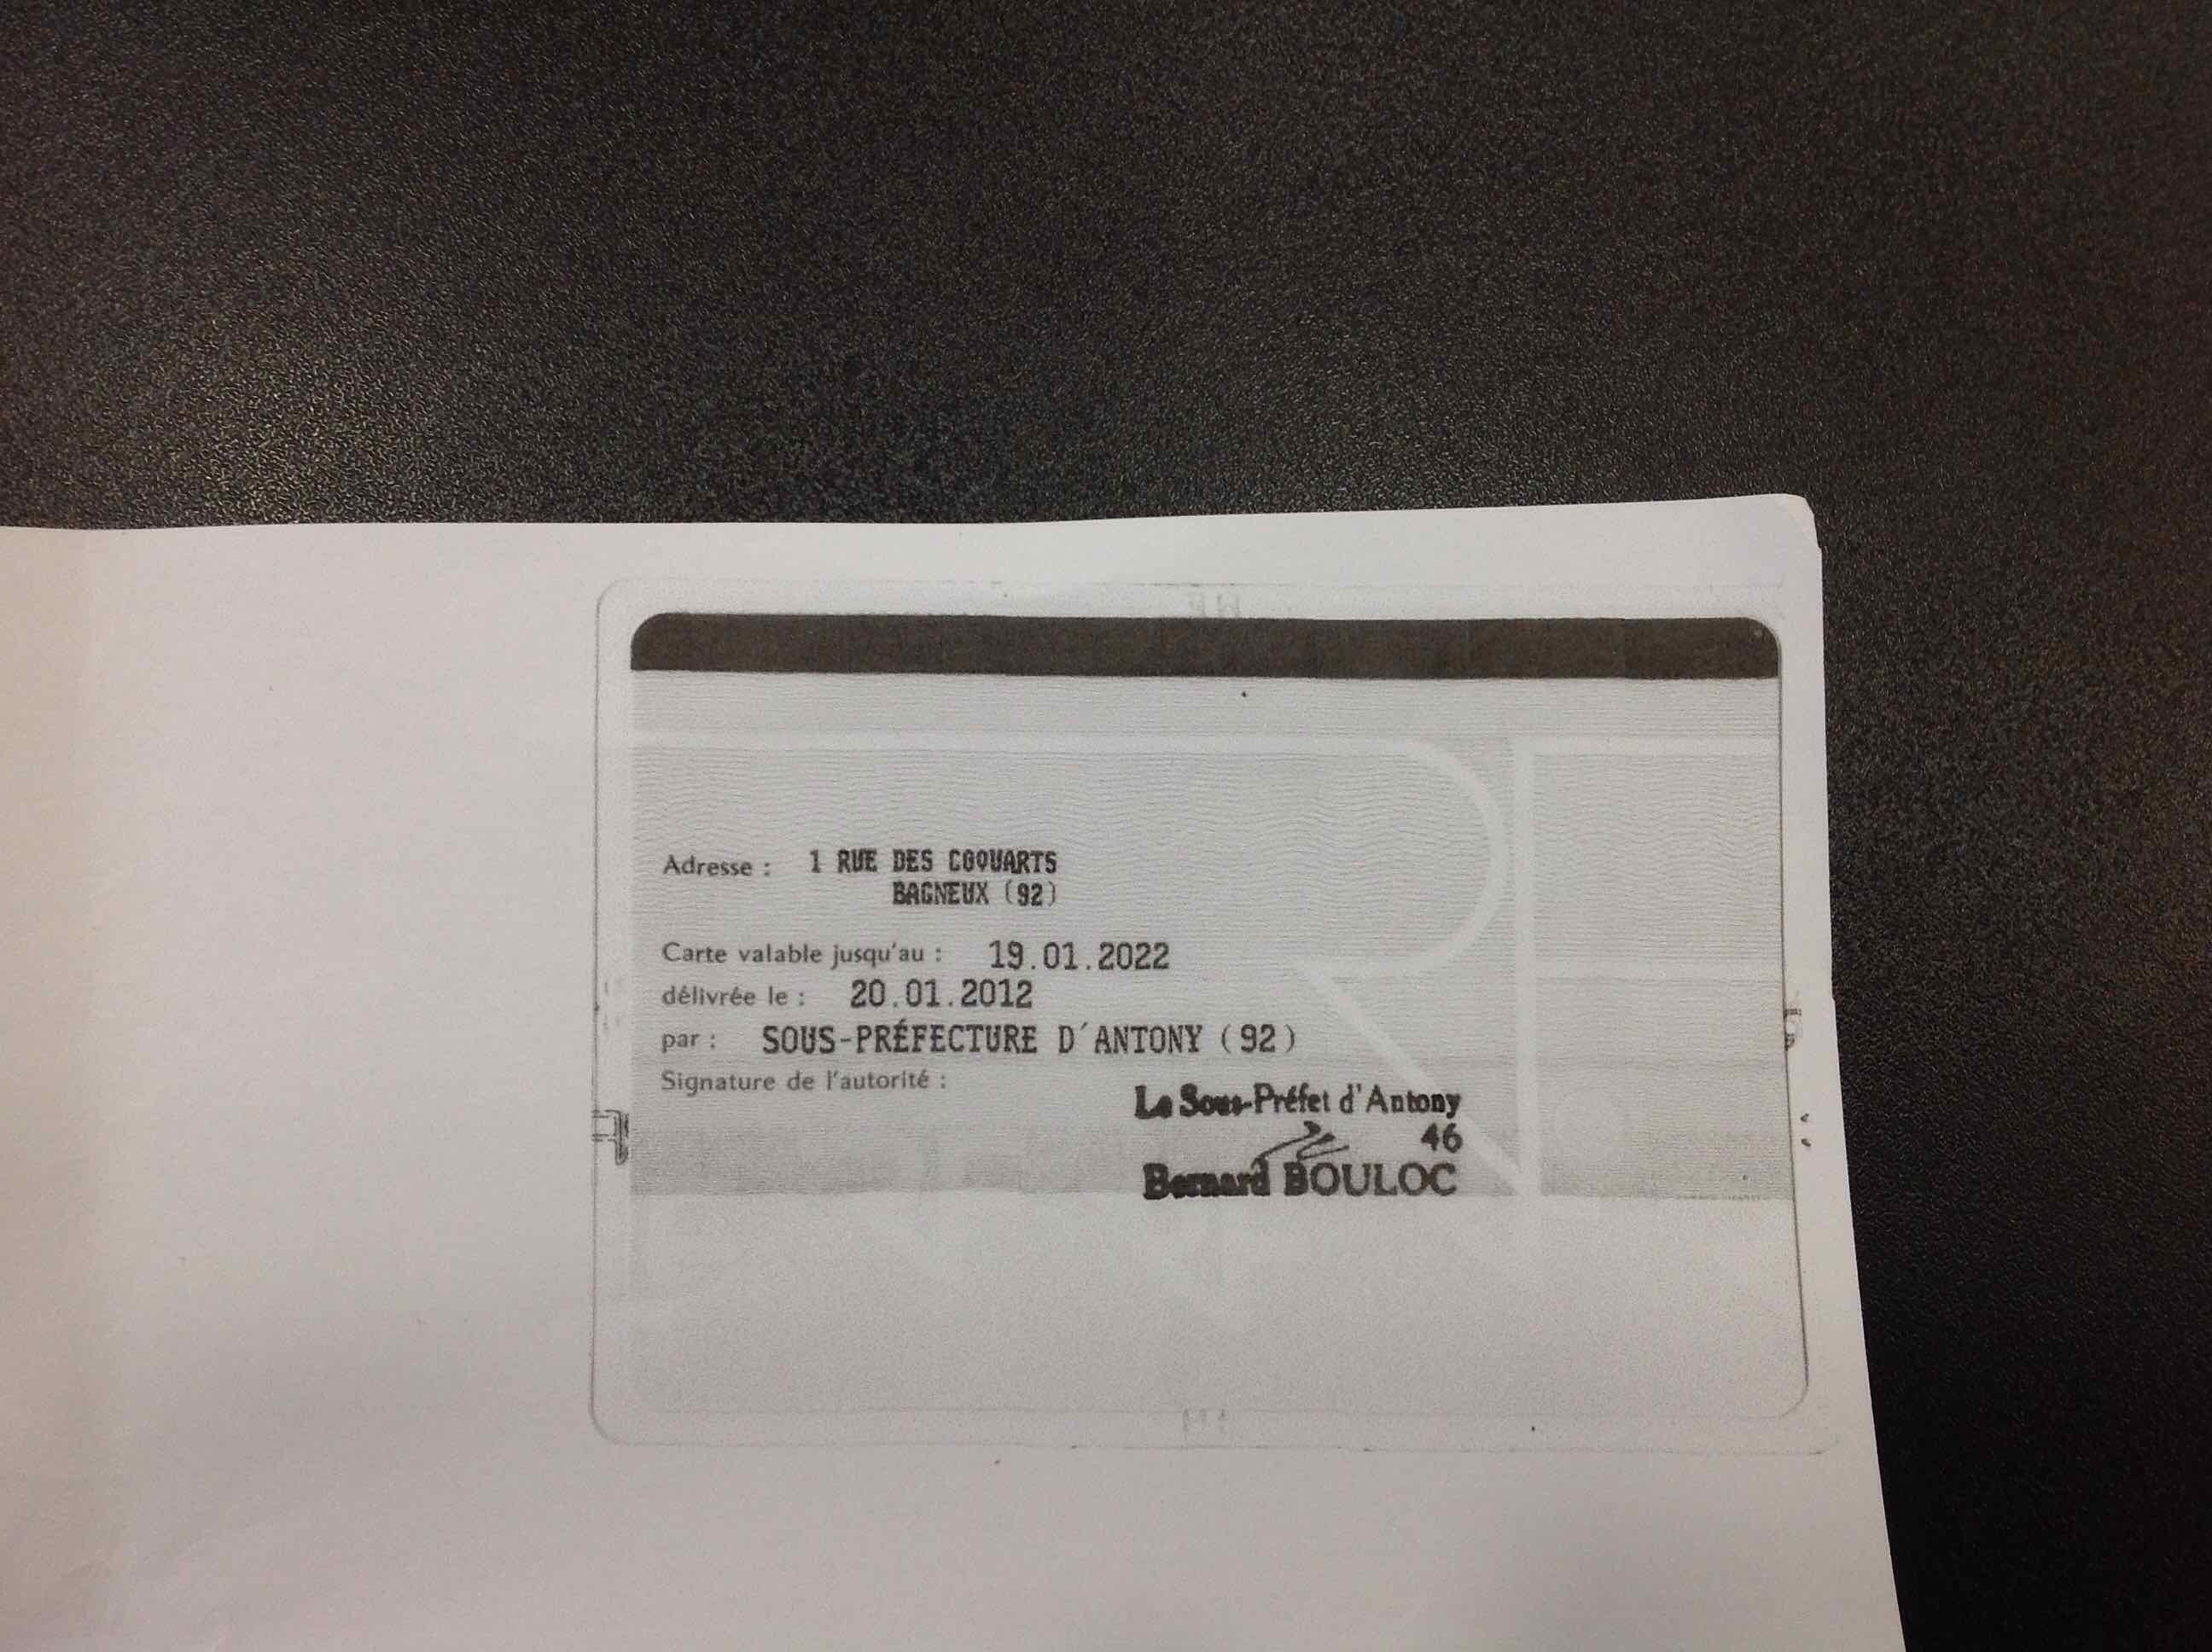 Adresse : 1 RUE DES COQUARTS
BAGNEUX (92)
Carte valable jusqu'au : 19.01.2022
délivrée le : 20.01.2012
par : SOUS-PRÉFECTURE D'ANTONY (92)
Signature de l'autorité :
Le Sous-Préfet d'Antony
46
Bernard BOULOC